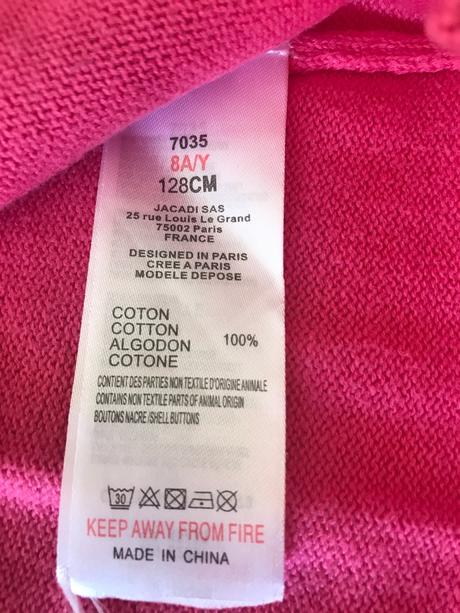 7035
8A/Y
128CM
JACADI SAS
25 rue Louis Le Grand
75002 Paris
FRANCE
DESIGNED IN PARIS
CREE A PARIS
MODELE DEPOSE
COTON
COTTON
ALGODON 100%
COTONE
CONTIENT DES PARTIES NON TEXTILE D'ORIGINE ANIMALE
CONTAINS NON TEXTILE PARTS OF ANIMAL ORIGIN
BOUTONS NACRE /SHELL BUTTONS
30
KEEP AWAY FROM FIRE
MADE IN CHINA